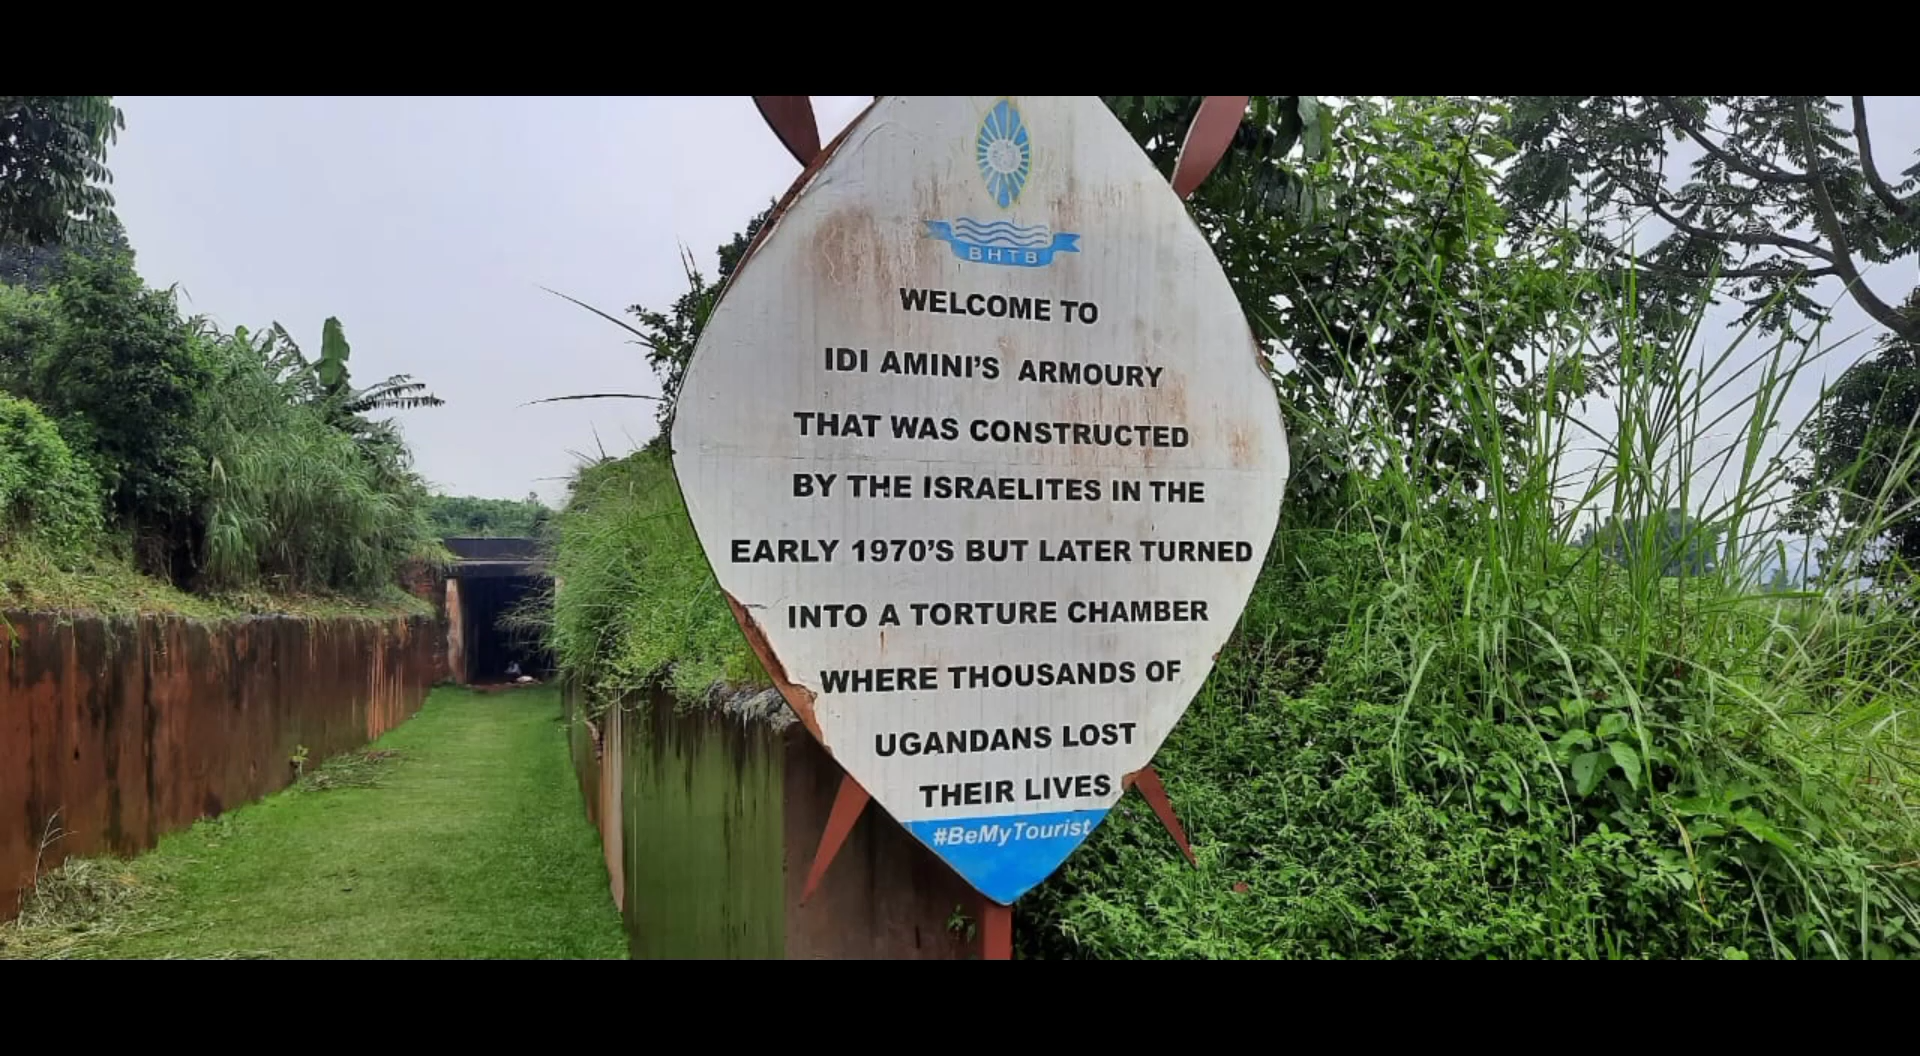 BHTB
WELCOME TO
IDI AMINI'S ARMOURY
THAT WAS CONSTRUCTED
BY THE ISRAELITES IN THE
EARLY 1970'S BUT LATER TURNED
INTO A TORTURE CHAMBER
WHERE THOUSANDS OF
UGANDANS LOST
THEIR LIVES
#BeMyTourist